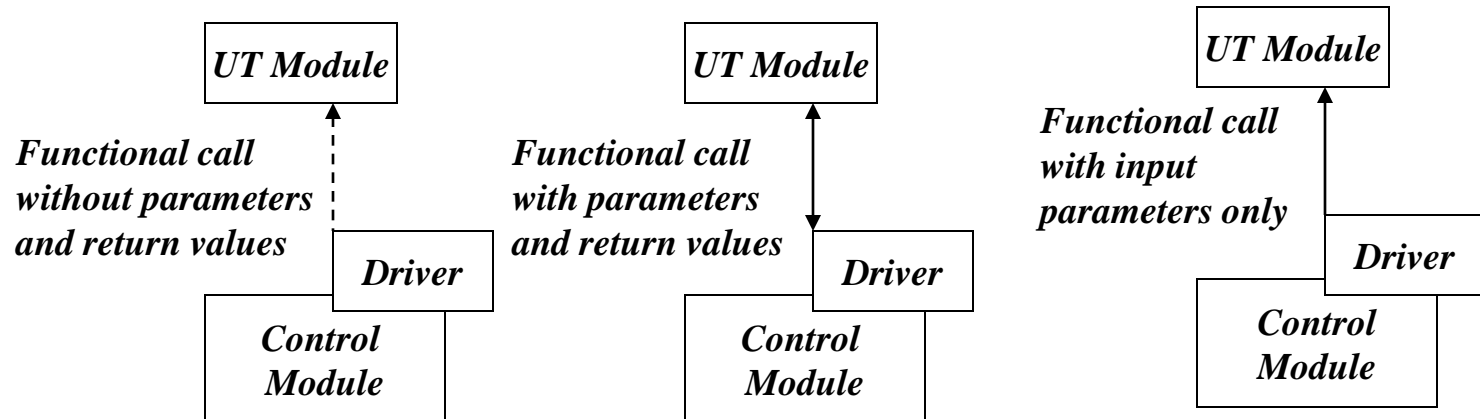 UT Module
Functional call
without parameters
and return values
Driver
Control
Module
UT Module
Functional call
with parameters
and return values
Driver
Control
Module
UT Module
Functional call
with input
parameters only
Driver
Control
Module